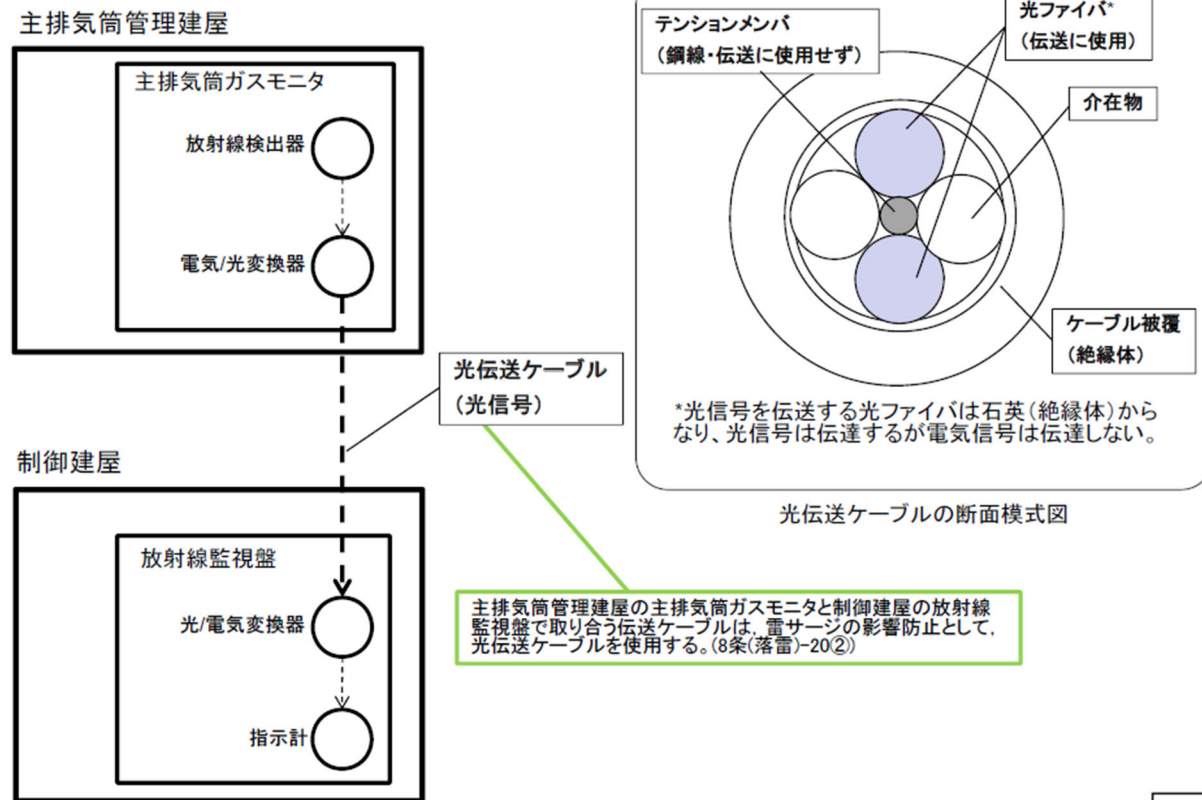 主排気筒管理建屋
主排気筒ガスモニタ
放射線検出器
電気/光変換器
光伝送ケーブル
（光信号）
制御建屋
放射線監視盤
光/電気変換器
指示計
テンションメンバ
（鋼線・伝送に使用せず）
光ファイバ*
（伝送に使用）
介在物
ケーブル被覆
（絶縁体）
*光信号を伝送する光ファイバは石英（絶縁体）から
なり、光信号は伝達するが電気信号は伝達しない。
光伝送ケーブルの断面模式図
主排気筒管理建屋の主排気筒ガスモニタと制御建屋の放射線
監視盤で取り合う伝送ケーブルは，雷サージの影響防止として，
光伝送ケーブルを使用する。(8条(落雷)-20②)